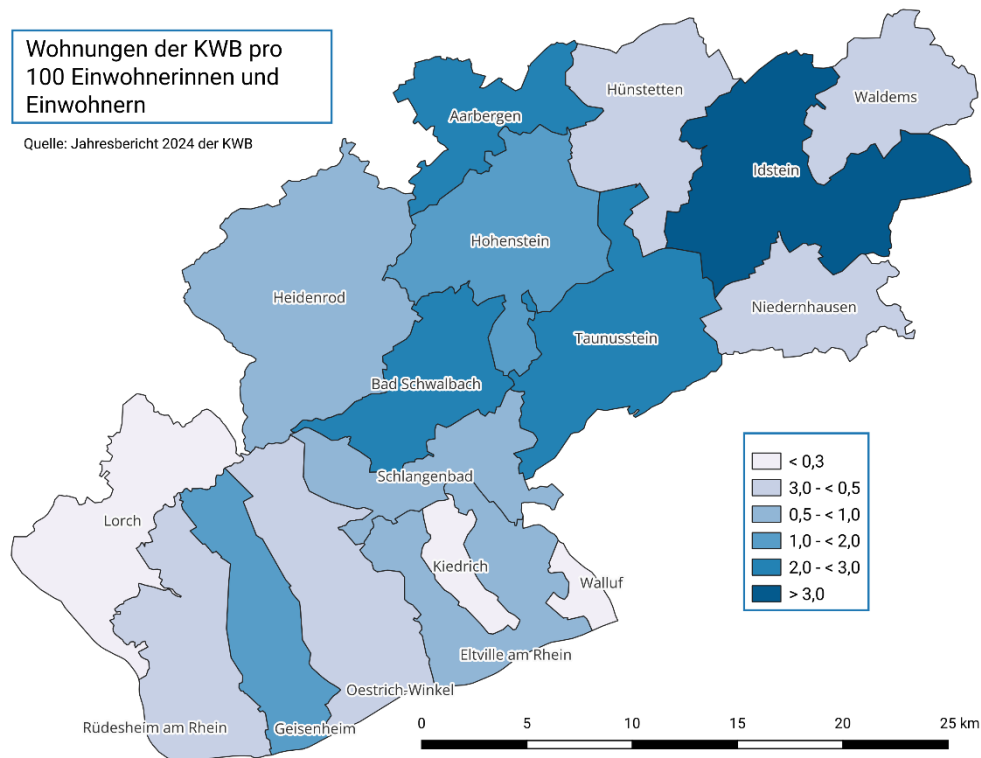 Wohnungen der KWB pro
100 Einwohnerinnen und
Einwohnern
Quelle: Jahresbericht 2024 der KWB
Hünstetten
Waldems
Aarbergen
Idstein
Hohenstein
Heidenrod
Niedernhausen
Taunusstein
Bad Schwalbach
Schlangenbad
Lorch
Kiedrich
Walluf
Eltville am Rhein
Oestrich-Winkel
Rüdesheim am Rhein
Geisenheim
< 0,3
3,0 - < 0,5
0,5 - < 1,0
1,0 - < 2,0
2,0 - < 3,0
> 3,0
0 5 10 15 20 25 km